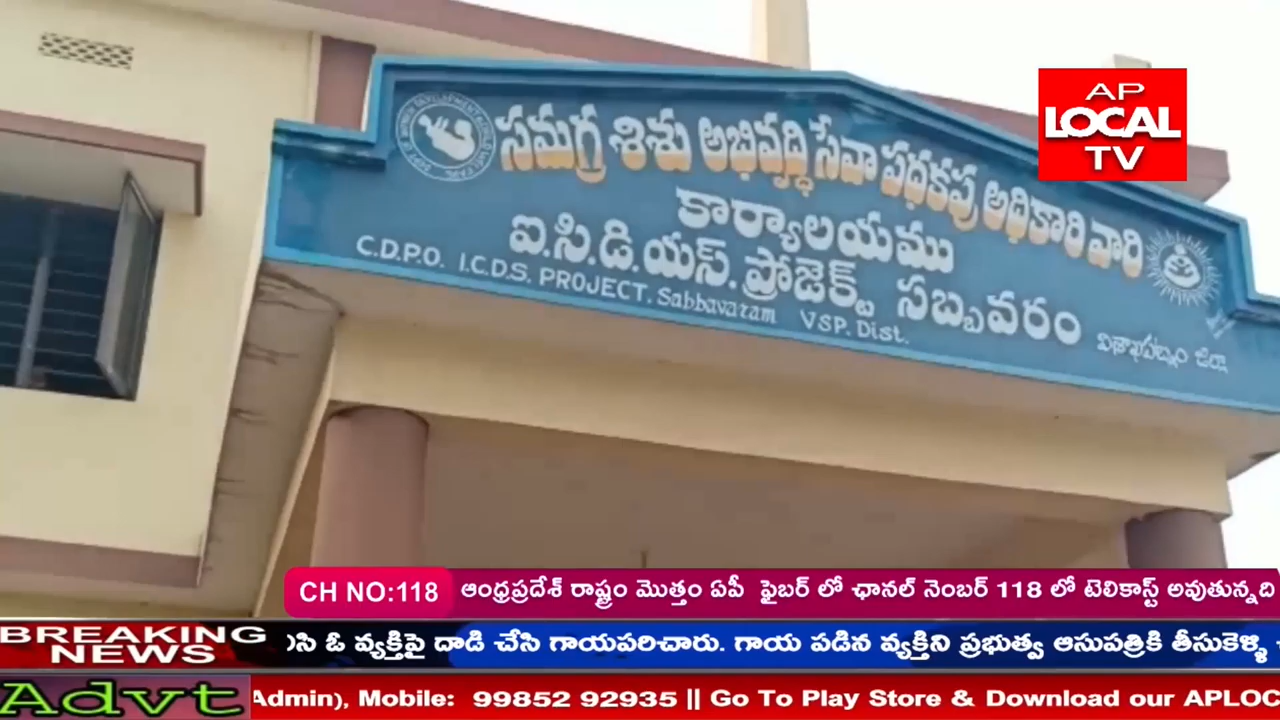 AP
LOCAL
TV
సమగ్ర శిశు అభివృద్ధి సేవా పథకపు అధికారి వారి
కార్యాలయము
ఐ.సి.డి.యస్. ప్రోజెక్ట్ సబ్బవరం
విశాఖపట్నం జిల్లా
C.D.P.O. I.C.D.S. PROJECT. Sabbavaram VSP. Dist.
CH NO:118
ఆంధ్రప్రదేశ్ రాష్ట్రం మొత్తం ఏపీ ఫైబర్ లో ఛానల్ నెంబర్ 118 లో టెలికాస్ట్ అవుతున్నది
BREAKING
NEWS
ఓ వ్యక్తిపై దాడి చేసి గాయపరిచారు. గాయ పడిన వ్యక్తిని ప్రభుత్వ ఆసుపత్రికి తీసుకెళ్ళి
Advt
Admin), Mobile: 99852 92935 || Go To Play Store & Download our APLOC